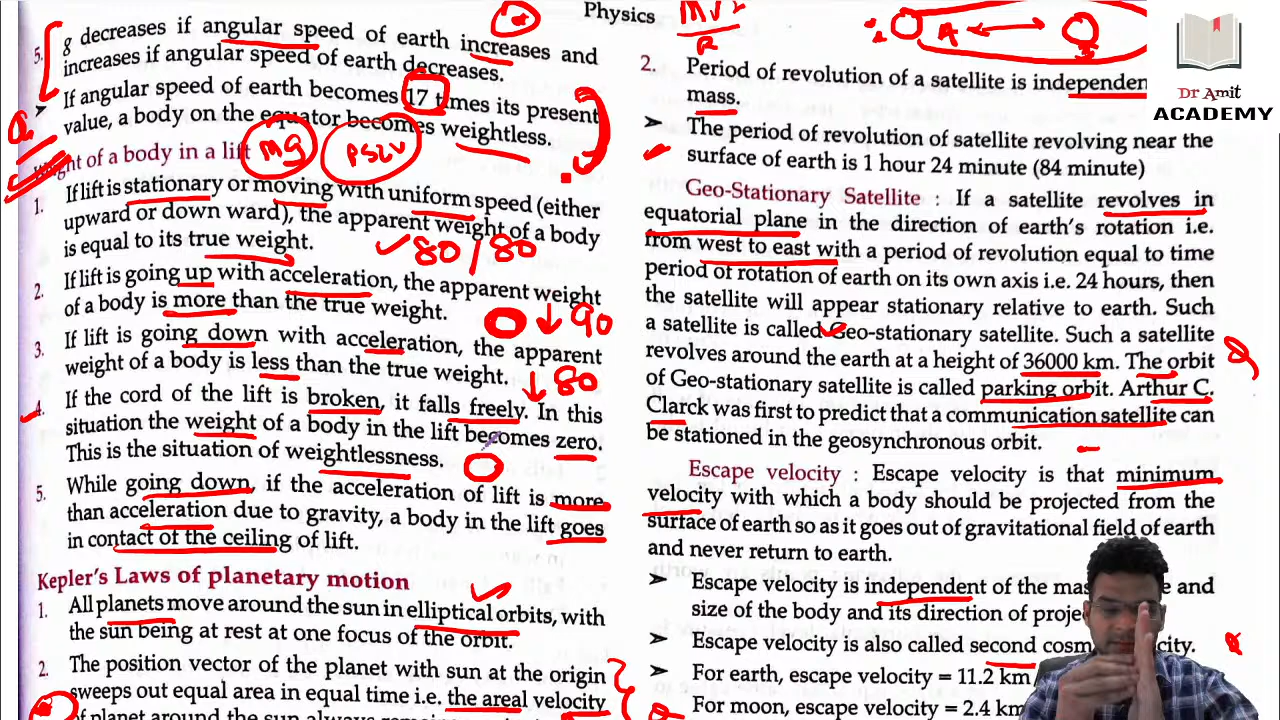 Physics
5. g decreases if angular speed of earth increases and
increases if angular speed of earth decreases.
➤ If angular speed of earth becomes 17 times its present
value, a body on the equator becomes weightless.
mg
Weight of a body in a lift
1. If lift is stationary or moving with uniform speed (either
upward or down ward), the apparent weight of a body
is equal to its true weight.
80/80
2. If lift is going up with acceleration, the apparent weight
of a body is more than the true weight.
90
3. If lift is going down with acceleration, the apparent
weight of a body is less than the true weight.
80
4. If the cord of the lift is broken, it falls freely. In this
situation the weight of a body in the lift becomes zero.
This is the situation of weightlessness.
5. While going down, if the acceleration of lift is more
than acceleration due to gravity, a body in the lift goes
in contact of the ceiling of lift.
Kepler's Laws of planetary motion
1. All planets move around the sun in elliptical orbits, with
the sun being at rest at one focus of the orbit.
2. The position vector of the planet with sun at the origin
sweeps out equal area in equal time i.e. the areal velocity
of planet around the sun always
A
2. Period of revolution of a satellite is independen
mass.
➤ The period of revolution of satellite revolving near the
surface of earth is 1 hour 24 minute (84 minute)
Geo-Stationary Satellite : If a satellite revolves in
equatorial plane in the direction of earth's rotation i.e.
from west to east with a period of revolution equal to time
period of rotation of earth on its own axis i.e. 24 hours, then
the satellite will appear stationary relative to earth. Such
a satellite is called Geo-stationary satellite. Such a satellite
revolves around the earth at a height of 36000 km. The orbit
of Geo-stationary satellite is called parking orbit. Arthur C.
Clarck was first to predict that a communication satellite can
be stationed in the geosynchronous orbit.
Escape velocity : Escape velocity is that minimum
velocity with which a body should be projected from the
surface of earth so as it goes out of gravitational field of earth
and never return to earth.
➤ Escape velocity is independent of the mas e and
size of the body and its direction of proje
➤ Escape velocity is also called second cosm city.
➤ For earth, escape velocity = 11.2 km
For moon, escape velocity = 2.4 km
Dr Amit
ACADEMY